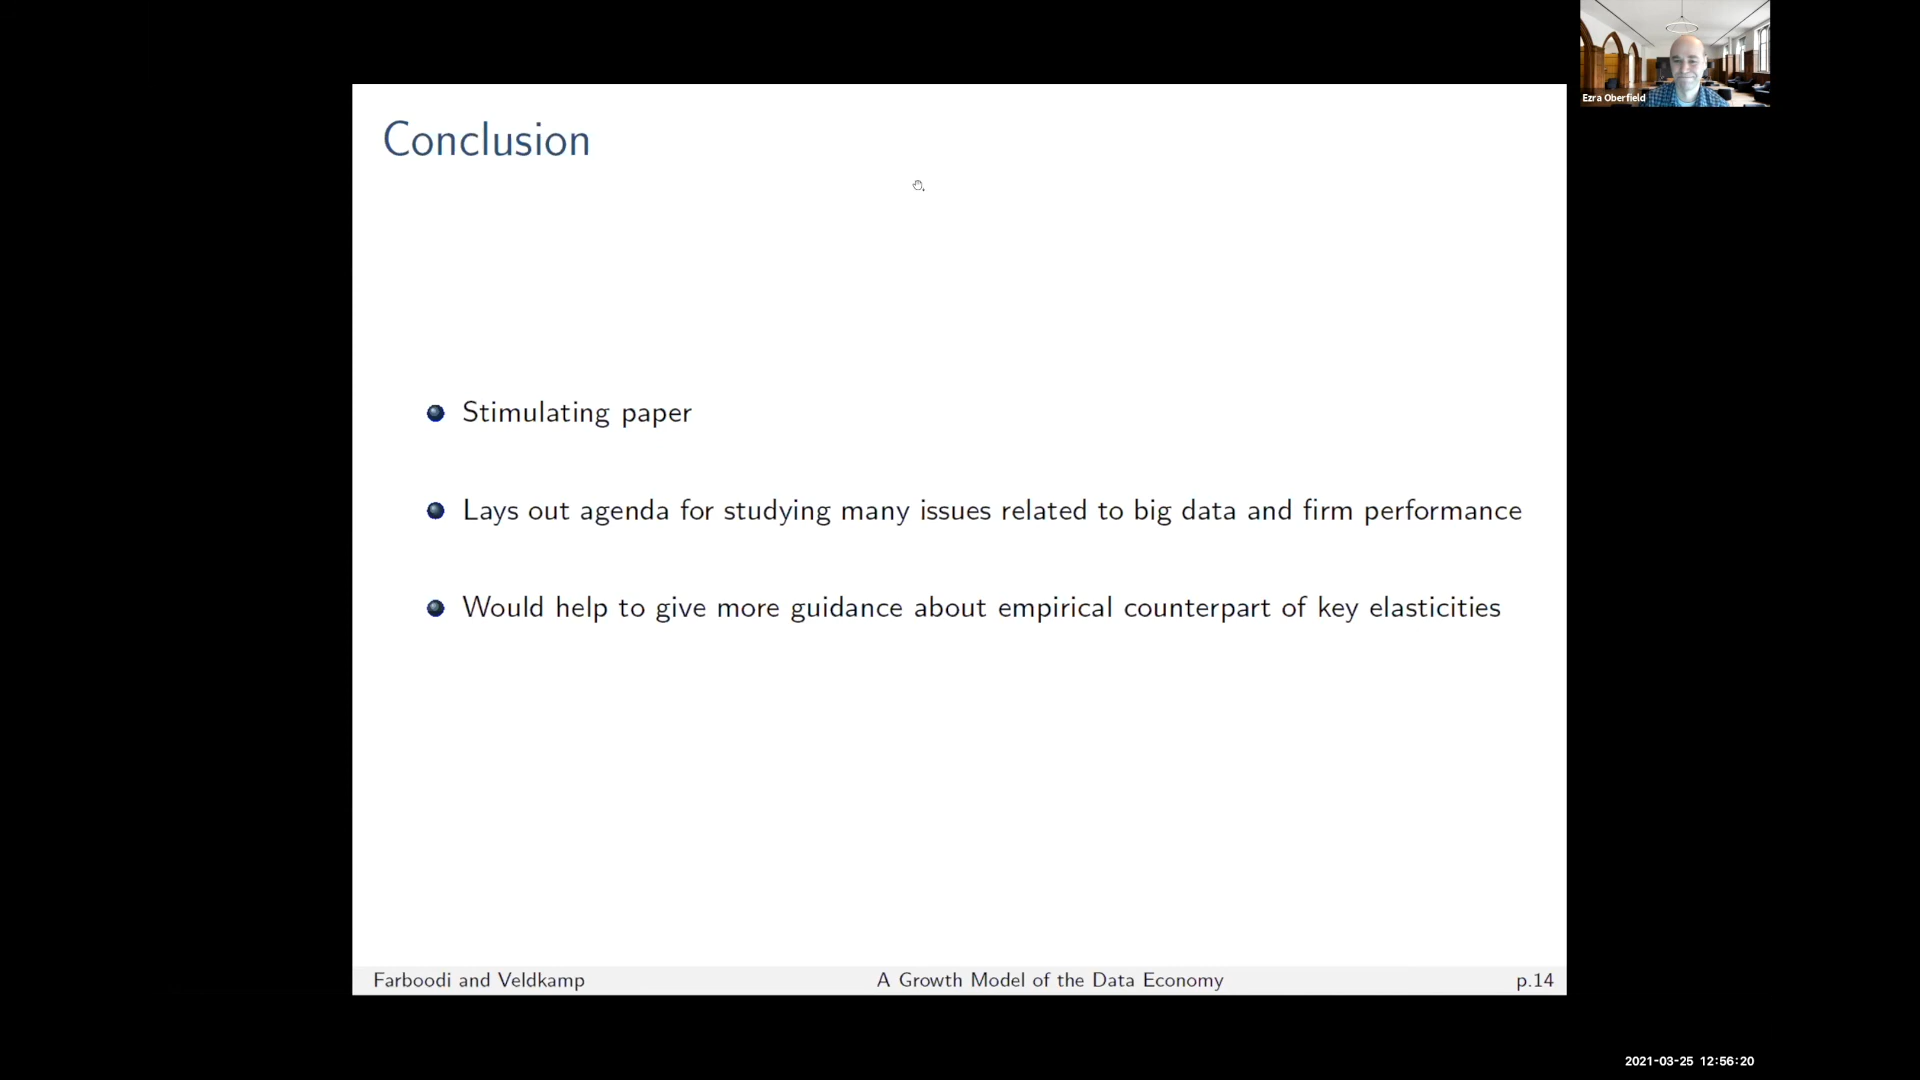 Ezra Oberfield
Conclusion
Stimulating paper
Lays out agenda for studying many issues related to big data and firm performance
Would help to give more guidance about empirical counterpart of key elasticities
Farboodi and Veldkamp A Growth Model of the Data Economy p.14
2021-03-25 12:56:20